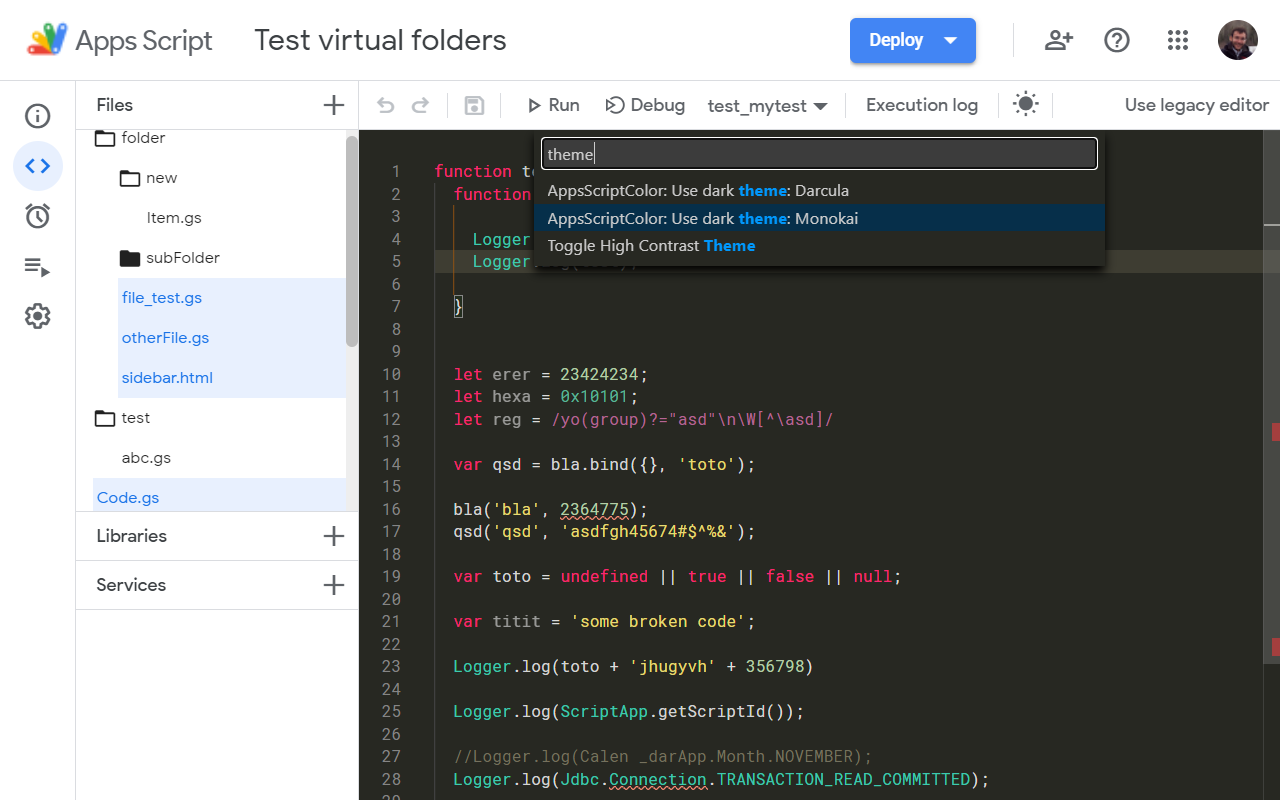 Apps Script
Test virtual folders
Deploy
Files
Run
Debug
test_mytest
Execution log
Use legacy editor
folder
new
Item.gs
subFolder
file_test.gs
otherFile.gs
sidebar.html
test
abc.gs
Code.gs
Libraries
Services
theme
AppsScriptColor: Use dark theme: Darcula
AppsScriptColor: Use dark theme: Monokai
Toggle High Contrast Theme
1 function
2 function
3
4 Logger
5 Logger
6
7 }
8
9
10 let erer = 23424234;
11 let hexa = 0x10101;
12 let reg = /yo(group)?="asd"\n\W[^\asd]/
13
14 var qsd = bla.bind({}, 'toto');
15
16 bla('bla', 2364775);
17 qsd('qsd', 'asdfgh45674#$^%&');
18
19 var toto = undefined || true || false || null;
20
21 var titit = 'some broken code';
22
23 Logger.log(toto + 'jhugyvh' + 356798)
24
25 Logger.log(ScriptApp.getScriptId());
26
27 //Logger.log(Calen _darApp.Month.NOVEMBER);
28 Logger.log(Jdbc.Connection.TRANSACTION_READ_COMMITTED);